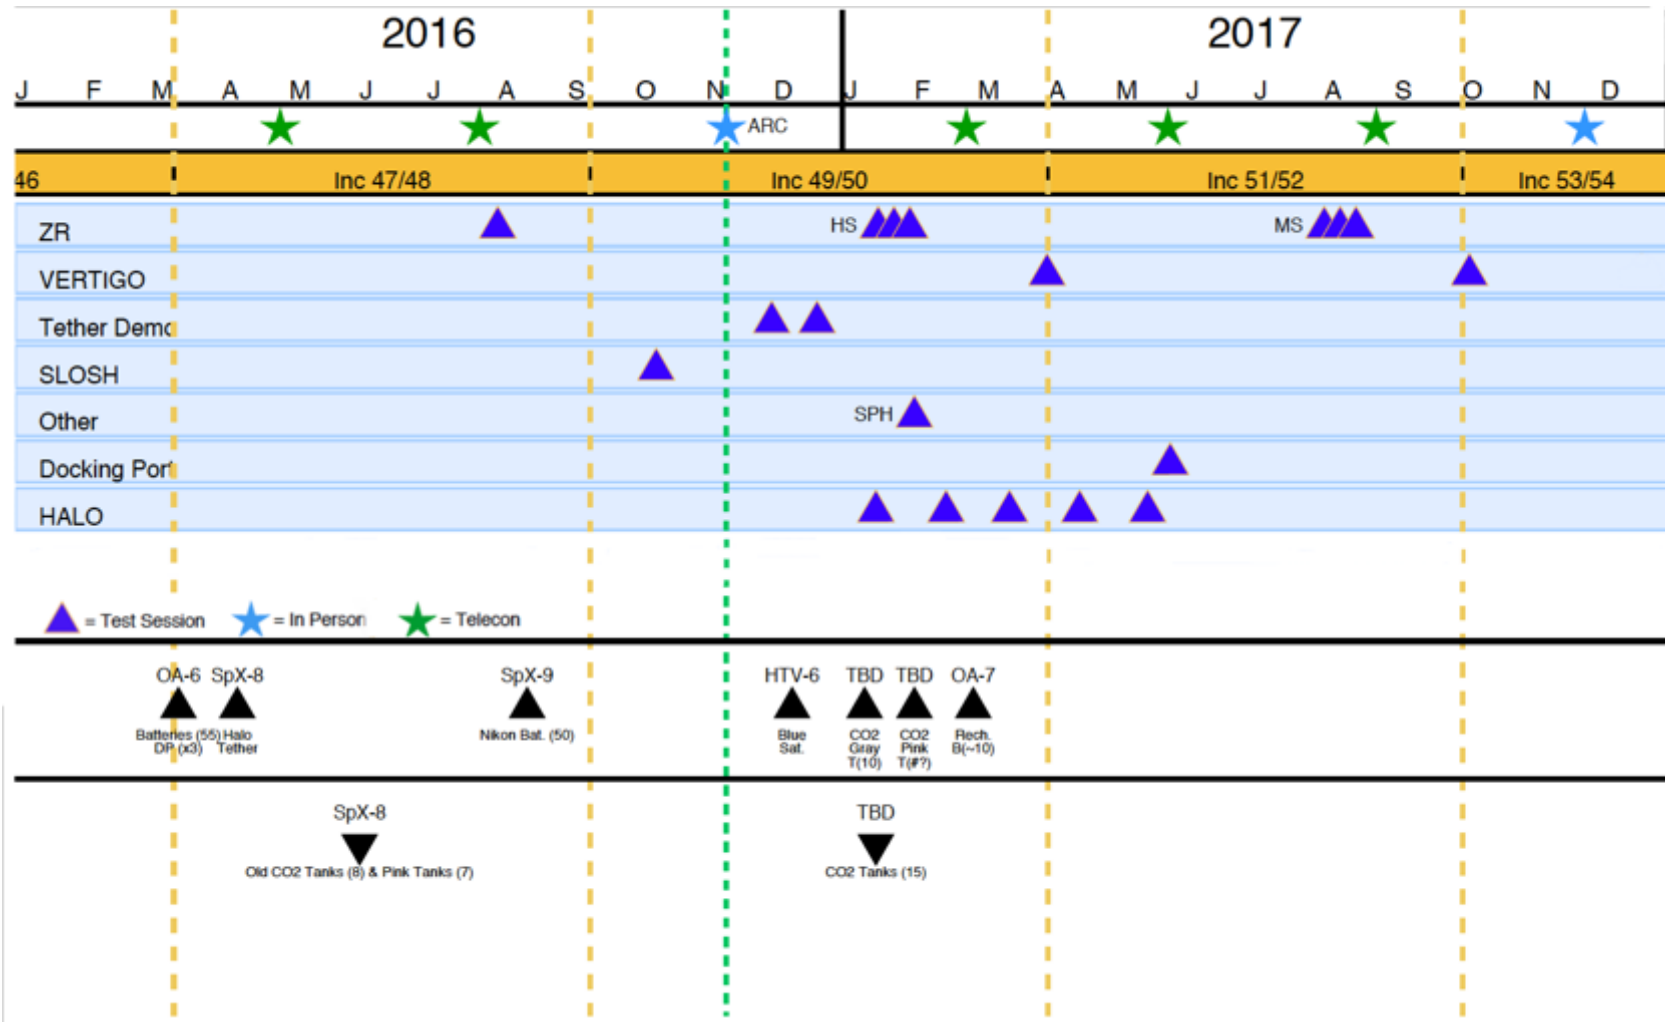 2016 2017
J F M A M J J A S O N D J F M A M J J A S O N D
ARC
46 Inc 47/48 Inc 49/50 Inc 51/52 Inc 53/54
ZR HS MS
VERTIGO
Tether Demo
SLOSH
Other SPH
Docking Port
HALO
= Test Session = In Person = Telecon
OA-6 SpX-8 SpX-9 HTV-6 TBD TBD OA-7
Batteries (55) Halo Nikon Bat. (50) Blue CO2 CO2 Rech.
DP (x3) Tether Sat. Gray Pink B(~10)
T(10) T(#?)
SpX-8 TBD
Old CO2 Tanks (8) & Pink Tanks (7) CO2 Tanks (15)